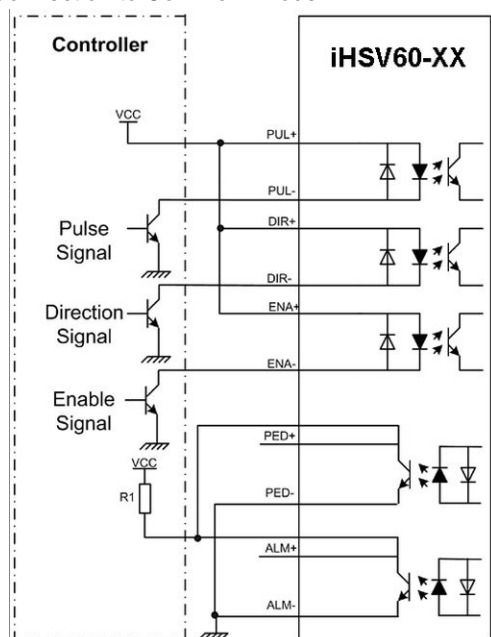 Controller
iHSV60-XX
VCC
PUL+
PUL-
Pulse
Signal
DIR+
DIR-
Direction
Signal
ENA+
ENA-
Enable
Signal
VCC
R1
PED+
PED-
ALM+
ALM-